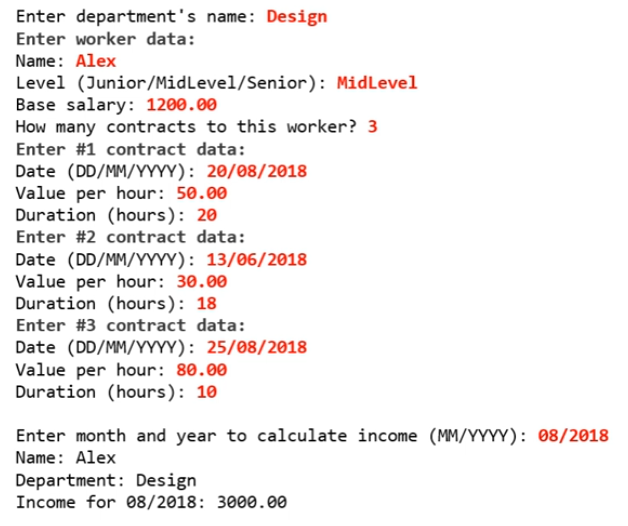 Enter department's name: Design
Enter worker data:
Name: Alex
Level (Junior/MidLevel/Senior): MidLevel
Base salary: 1200.00
How many contracts to this worker? 3
Enter #1 contract data:
Date (DD/MM/YYYY): 20/08/2018
Value per hour: 50.00
Duration (hours): 20
Enter #2 contract data:
Date (DD/MM/YYYY): 13/06/2018
Value per hour: 30.00
Duration (hours): 18
Enter #3 contract data:
Date (DD/MM/YYYY): 25/08/2018
Value per hour: 80.00
Duration (hours): 10
Enter month and year to calculate income (MM/YYYY): 08/2018
Name: Alex
Department: Design
Income for 08/2018: 3000.00